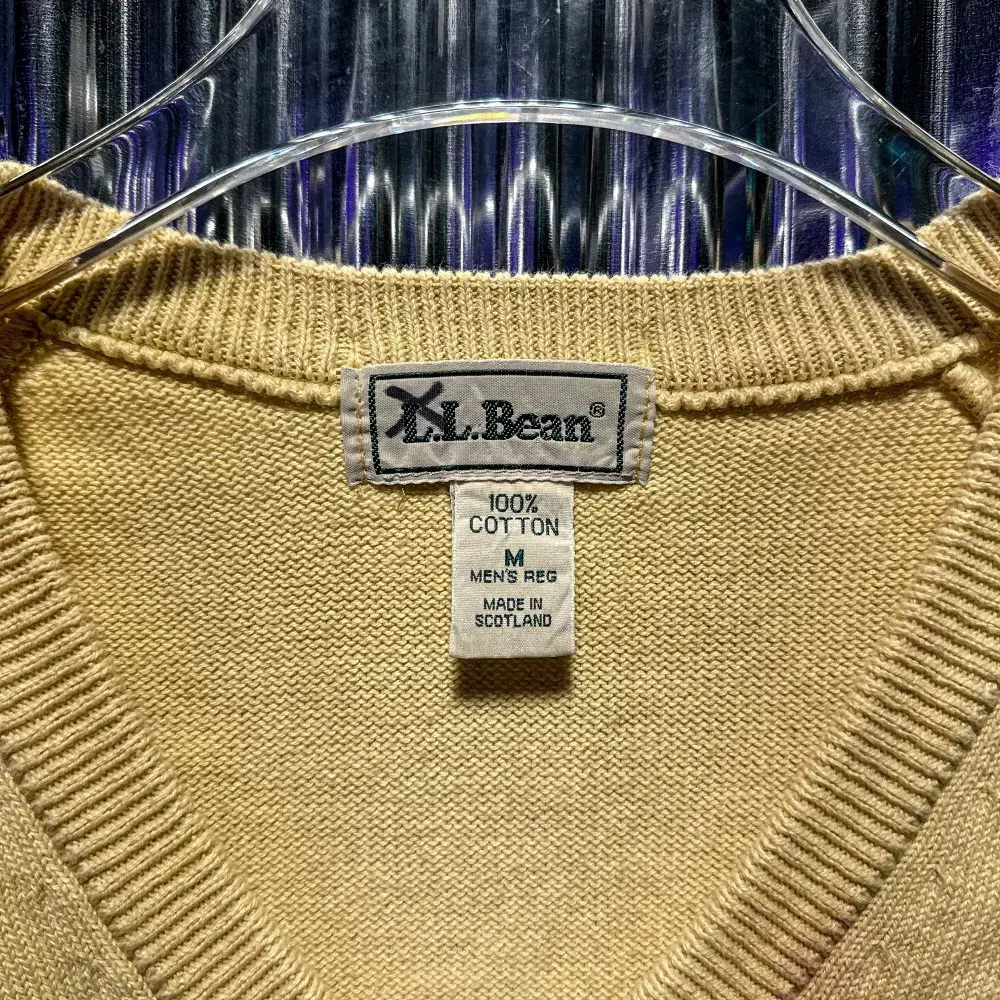 L.L.Bean®
100%
COTTON
M
MEN'S REG
MADE IN
SCOTLAND